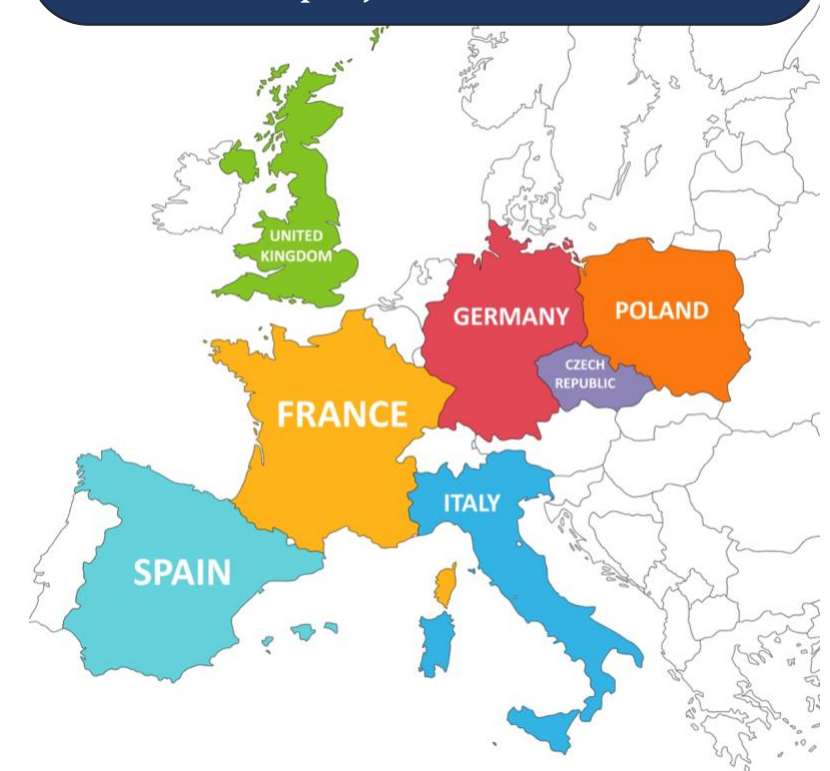 UNITED
KINGDOM
GERMANY
POLAND
CZECH
REPUBLIC
FRANCE
ITALY
SPAIN